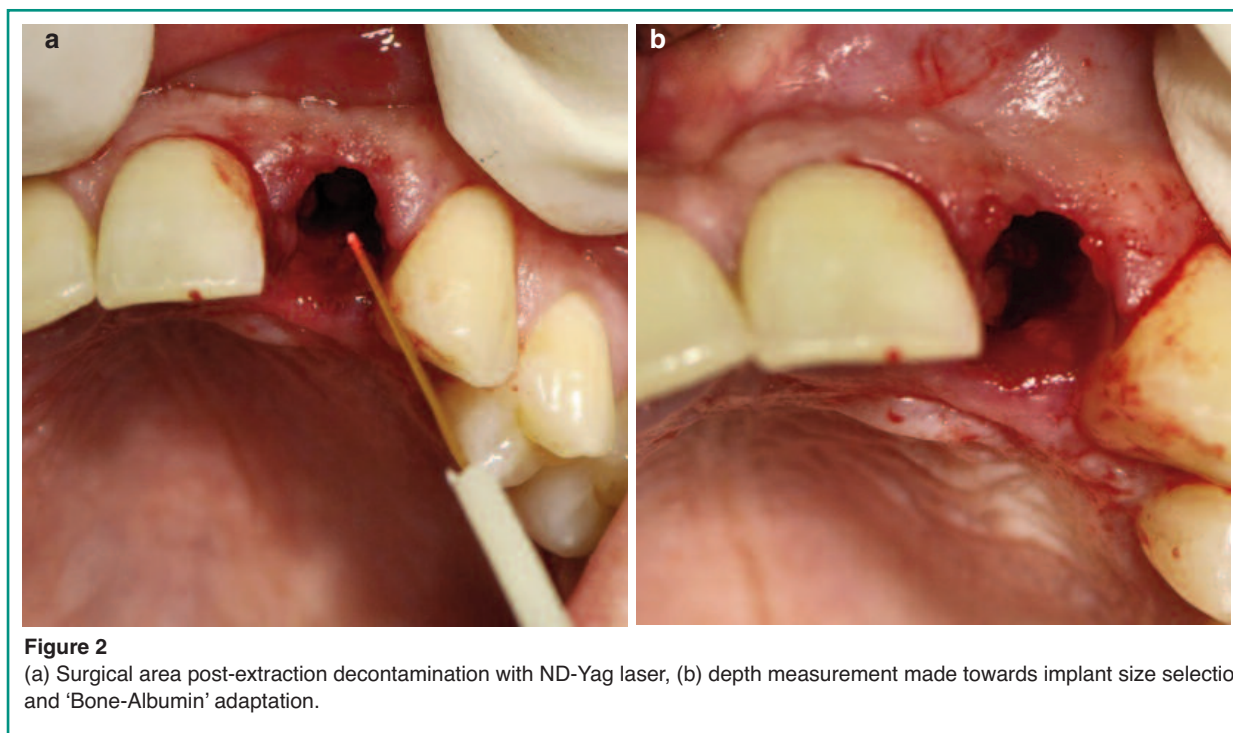 a
b
Figure 2
(a) Surgical area post-extraction decontamination with ND-Yag laser, (b) depth measurement made towards implant size selectio
and ‘Bone-Albumin’ adaptation.